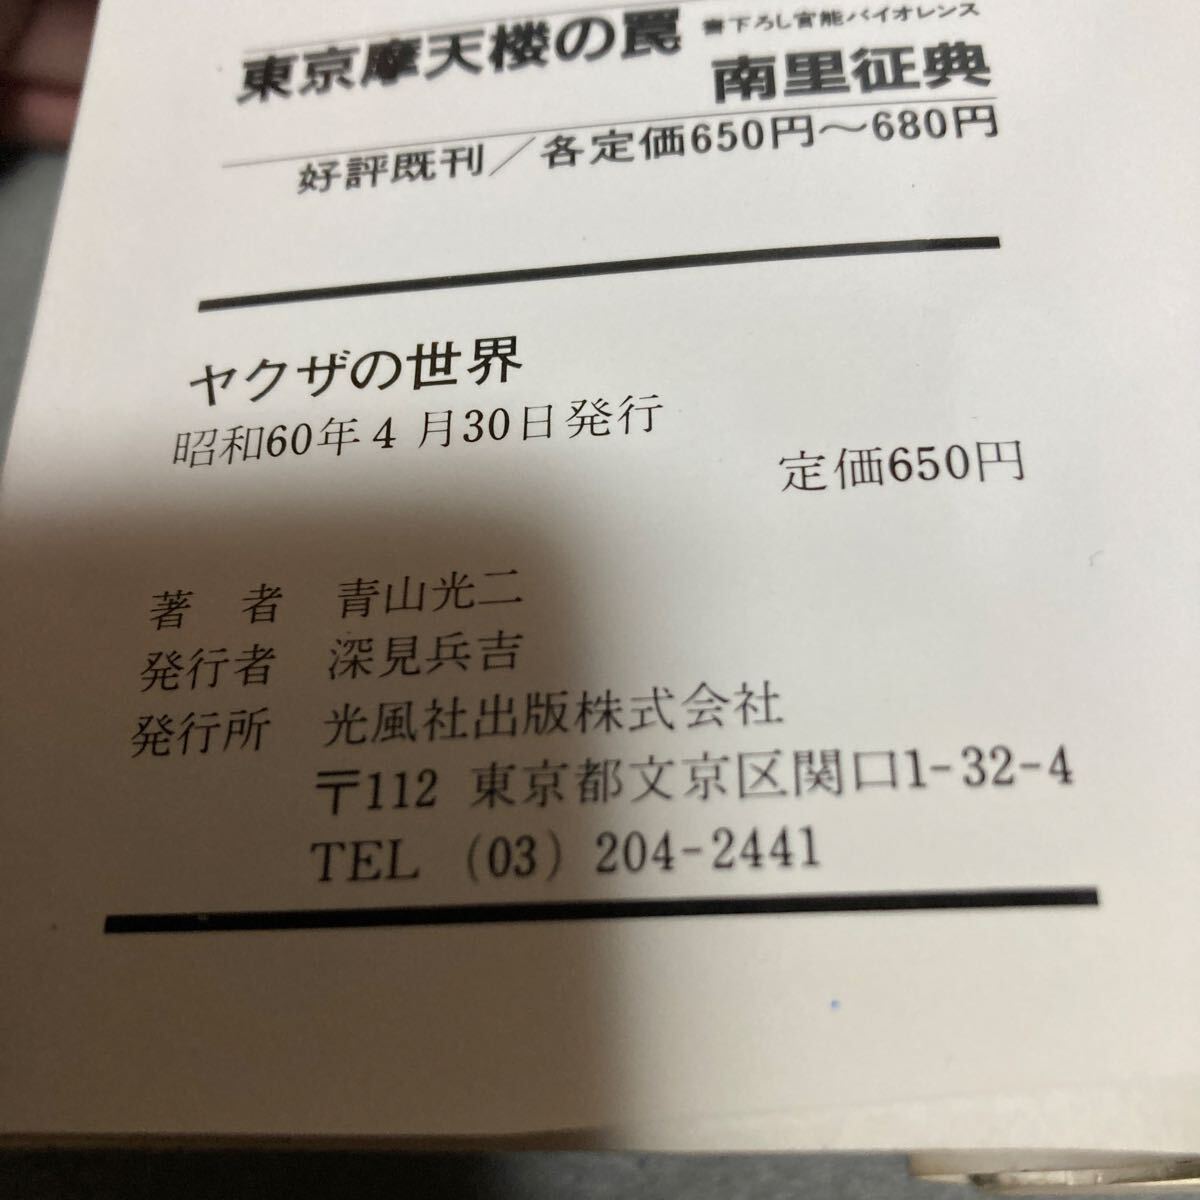 東京摩天楼の罠 書下ろし官能バイオレンス
南里征典
好評既刊／各定価650円〜680円
ヤクザの世界
昭和60年4月30日発行
定価650円
著　者　青山光二
発行者　深見兵吉
発行所　光風社出版株式会社
〒112 東京都文京区関口1-32-4
TEL (03) 204-2441